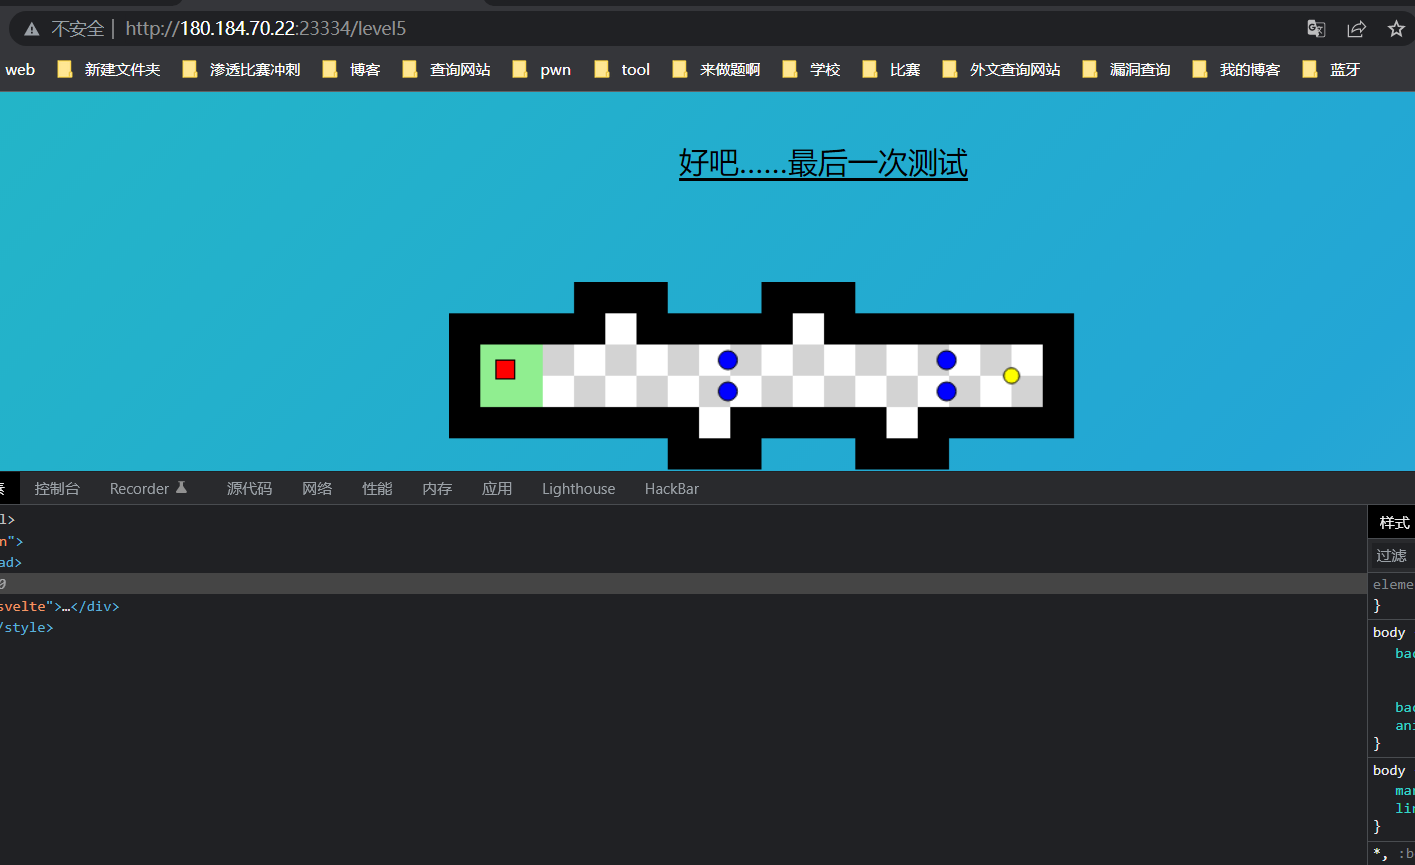 不安全 | http://180.184.70.22:23334/level5
web 新建文件夹 渗透比赛冲刺 博客 查询网站 pwn tool 来做题啊 学校 比赛 外文查询网站 漏洞查询 我的博客 蓝牙
好吧……最后一次测试
素 控制台 Recorder 源代码 网络 性能 内存 应用 Lighthouse HackBar
l>
n">
ad>
0
svelte">…</div>
/style>
样式
过滤
eleme
}
body
bac
bac
ani
}
body
mar
lin
}
*, :b